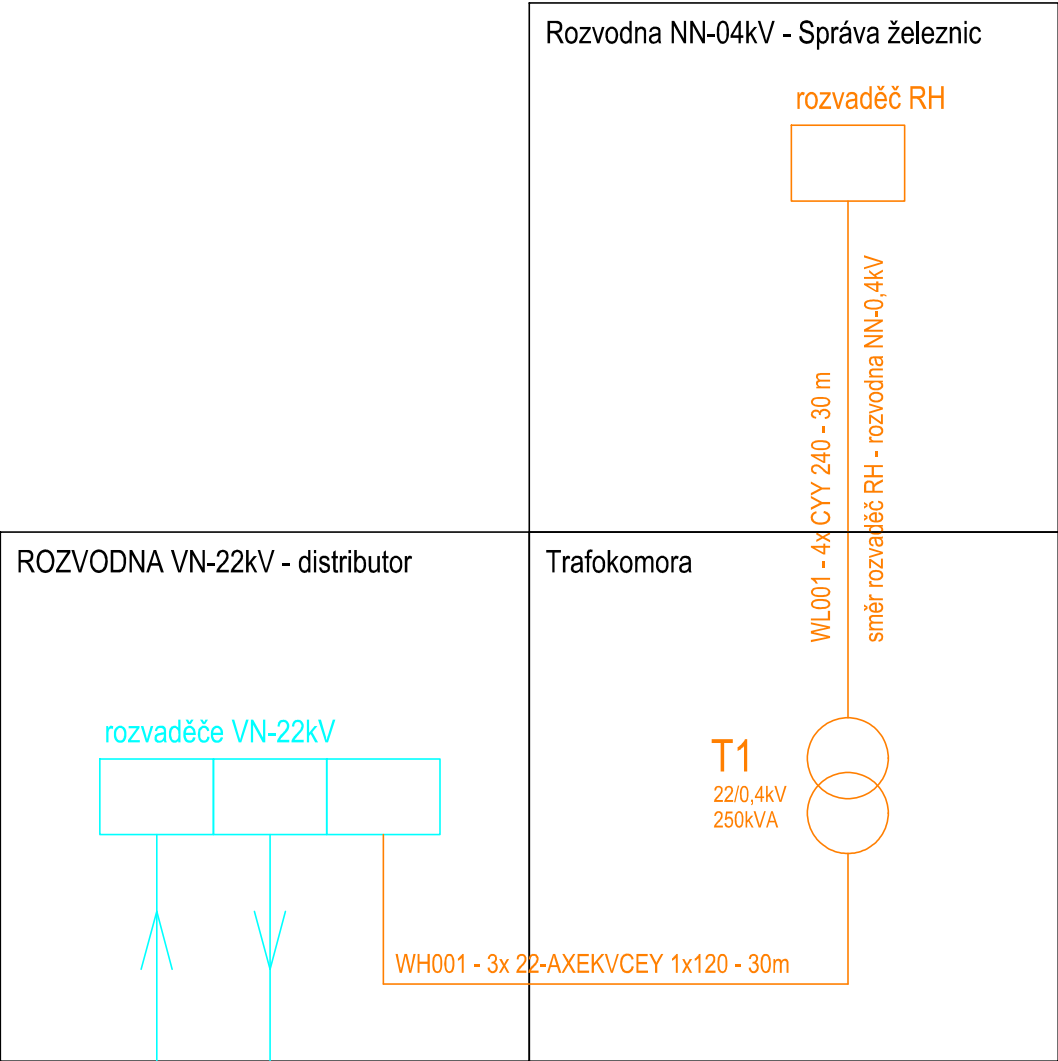 Rozvodna NN-04kV - Správa železnic
rozvaděč RH
WL001 - 4x CYY 240 - 30 m
směr rozvaděč RH - rozvodna NN-0,4kV
ROZVODNA VN-22kV - distributor
Trafokomora
rozvaděče VN-22kV
T1
22/0,4kV
250kVA
WH001 - 3x 22-AXEKVCEY 1x120 - 30m